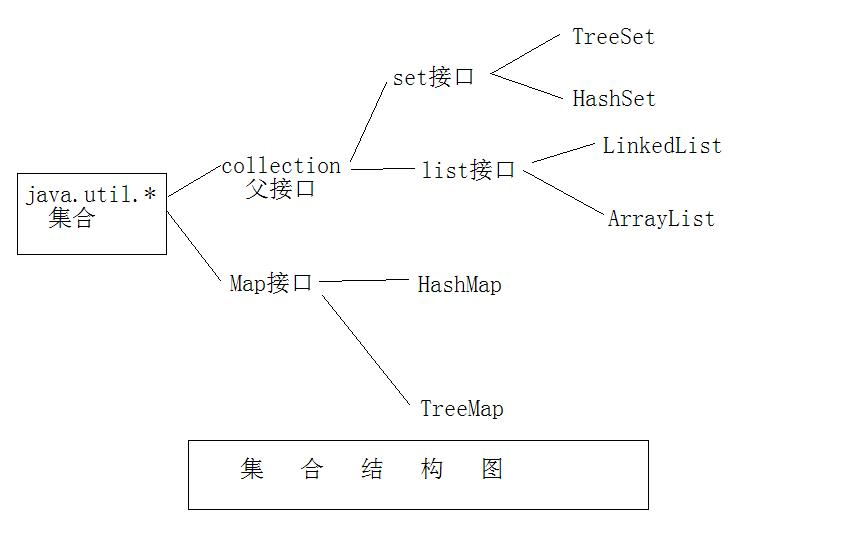 TreeSet
set接口
HashSet
LinkedList
collection
父接口
list接口
java.util.*
集合
ArrayList
Map接口
HashMap
TreeMap
集 合 结 构 图